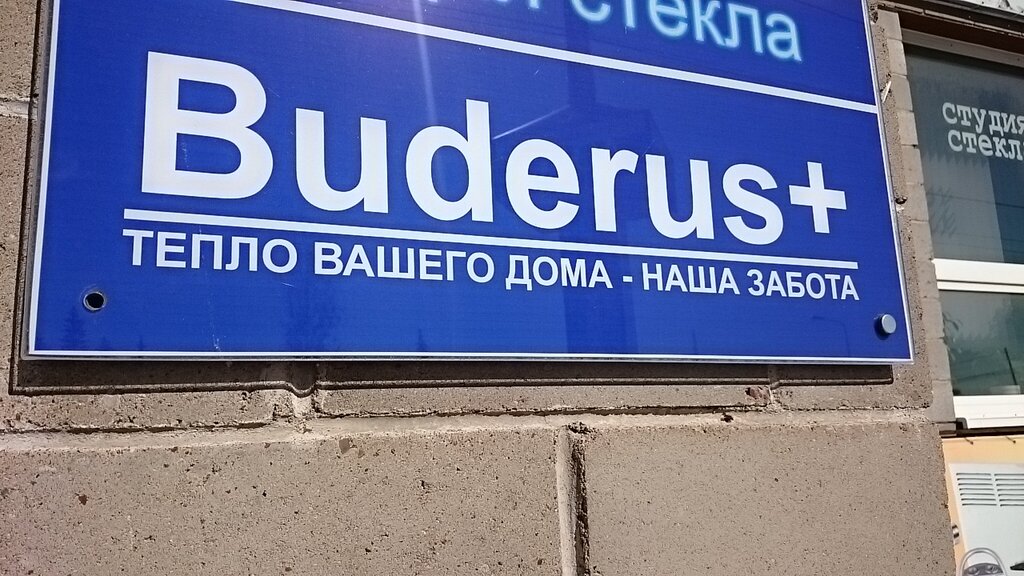 стекла
Buderus+
ТЕПЛО ВАШЕГО ДОМА - НАША ЗАБОТА
студия
стекл